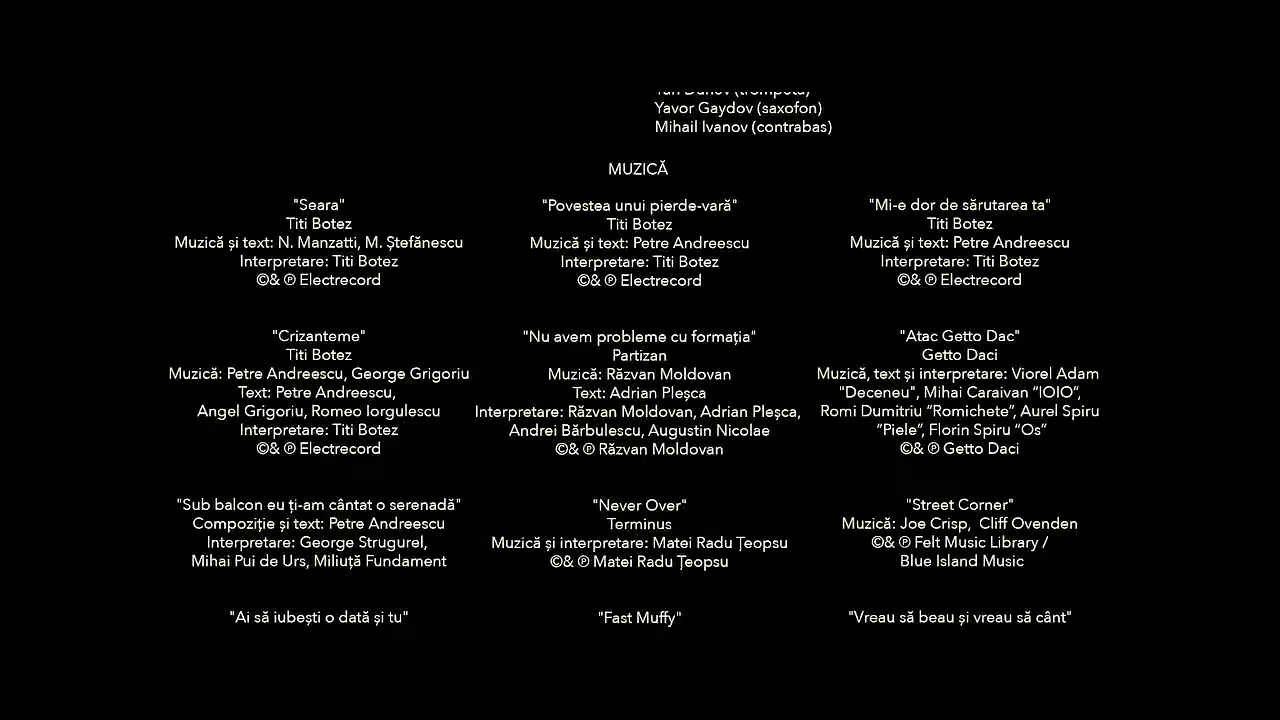 Yavor Gaydov (saxofon)
Mihail Ivanov (contrabas)
MUZICĂ
"Seara"
Titi Botez
Muzică și text: N. Manzatti, M. Ştefănescu
Interpretare: Titi Botez
©& ℗ Electrecord
"Povestea unui pierde-vară"
Titi Botez
Muzică și text: Petre Andreescu
Interpretare: Titi Botez
©& ℗ Electrecord
"Mi-e dor de sărutarea ta"
Titi Botez
Muzică și text: Petre Andreescu
Interpretare: Titi Botez
©& ℗ Electrecord
"Crizanteme"
Titi Botez
Muzică: Petre Andreescu, George Grigoriu
Text: Petre Andreescu,
Angel Grigoriu, Romeo Iorgulescu
Interpretare: Titi Botez
©& ℗ Electrecord
"Nu avem probleme cu formația"
Partizan
Muzică: Răzvan Moldovan
Text: Adrian Pleşca
Interpretare: Răzvan Moldovan, Adrian Pleşca,
Andrei Bărbulescu, Augustin Nicolae
©& ℗ Răzvan Moldovan
"Atac Getto Dac"
Getto Daci
Muzică, text și interpretare: Viorel Adam
"Deceneu", Mihai Caraivan “IOIO”,
Romi Dumitriu “Romichete”, Aurel Spiru
“Piele”, Florin Spiru “Os”
©& ℗ Getto Daci
"Sub balcon eu ți-am cântat o serenadă"
Compoziție și text: Petre Andreescu
Interpretare: George Strugurel,
Mihai Pui de Urs, Miliuță Fundament
"Never Over"
Terminus
Muzică și interpretare: Matei Radu Ţeopsu
©& ℗ Matei Radu Ţeopsu
"Street Corner"
Muzică: Joe Crisp,  Cliff Ovenden
©& ℗ Felt Music Library /
Blue Island Music
"Ai să iubești o dată și tu"
"Fast Muffy"
"Vreau să beau și vreau să cânt"